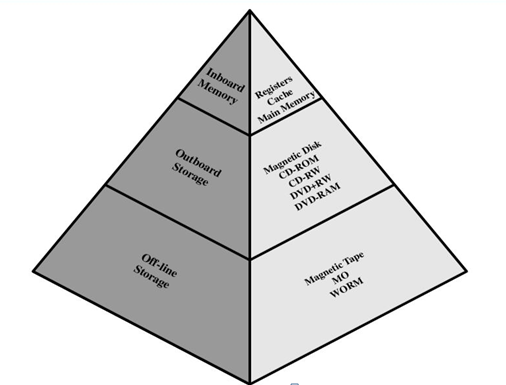 Inboard
Memory
Registers
Cache
Main Memory
Outboard
Storage
Magnetic Disk
CD-ROM
CD-RW
DVD+RW
DVD-RAM
Off-line
Storage
Magnetic Tape
MO
WORM